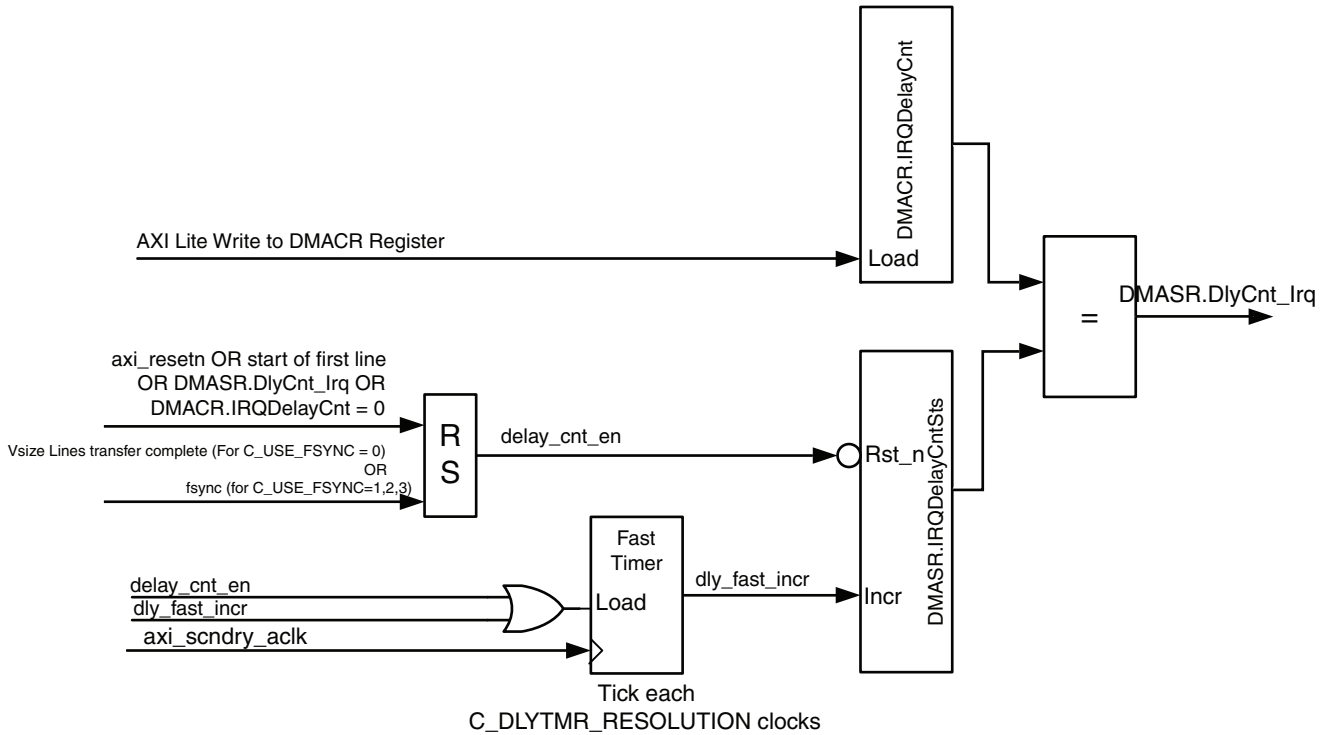 DMACR.IRQDelayCnt
AXI Lite Write to DMACR Register
Load
DMASR.DlyCnt_Irq
=
axi_resetn OR start of first line
OR DMASR.DlyCnt_Irq OR
DMACR.IRQDelayCnt = 0
Vsize Lines transfer complete (For C_USE_FSYNC = 0)
OR
fsync (for C_USE_FSYNC=1,2,3)
R
S
delay_cnt_en
Rst_n
DMASR.IRQDelayCntSts
Fast
Timer
delay_cnt_en
dly_fast_incr
axi_scndry_aclk
Load
dly_fast_incr
Incr
Tick each
C_DLYTMR_RESOLUTION clocks